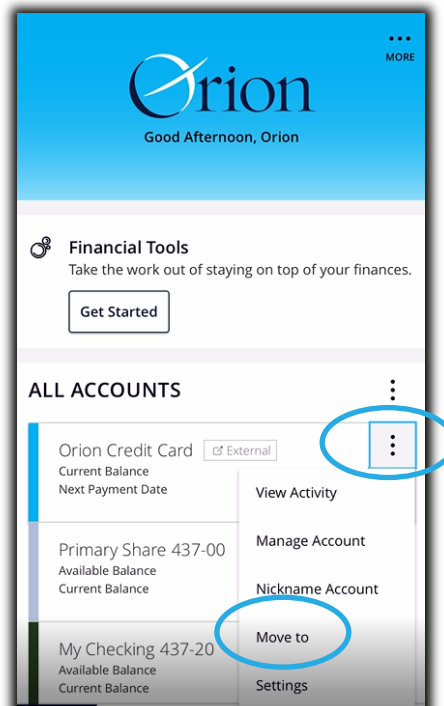 MORE
Orion
Good Afternoon, Orion
Financial Tools
Take the work out of staying on top of your finances.
Get Started
ALL ACCOUNTS
Orion Credit Card External
Current Balance
Next Payment Date
View Activity
Manage Account
Nickname Account
Move to
Settings
Primary Share 437-00
Available Balance
Current Balance
My Checking 437-20
Available Balance
Current Balance